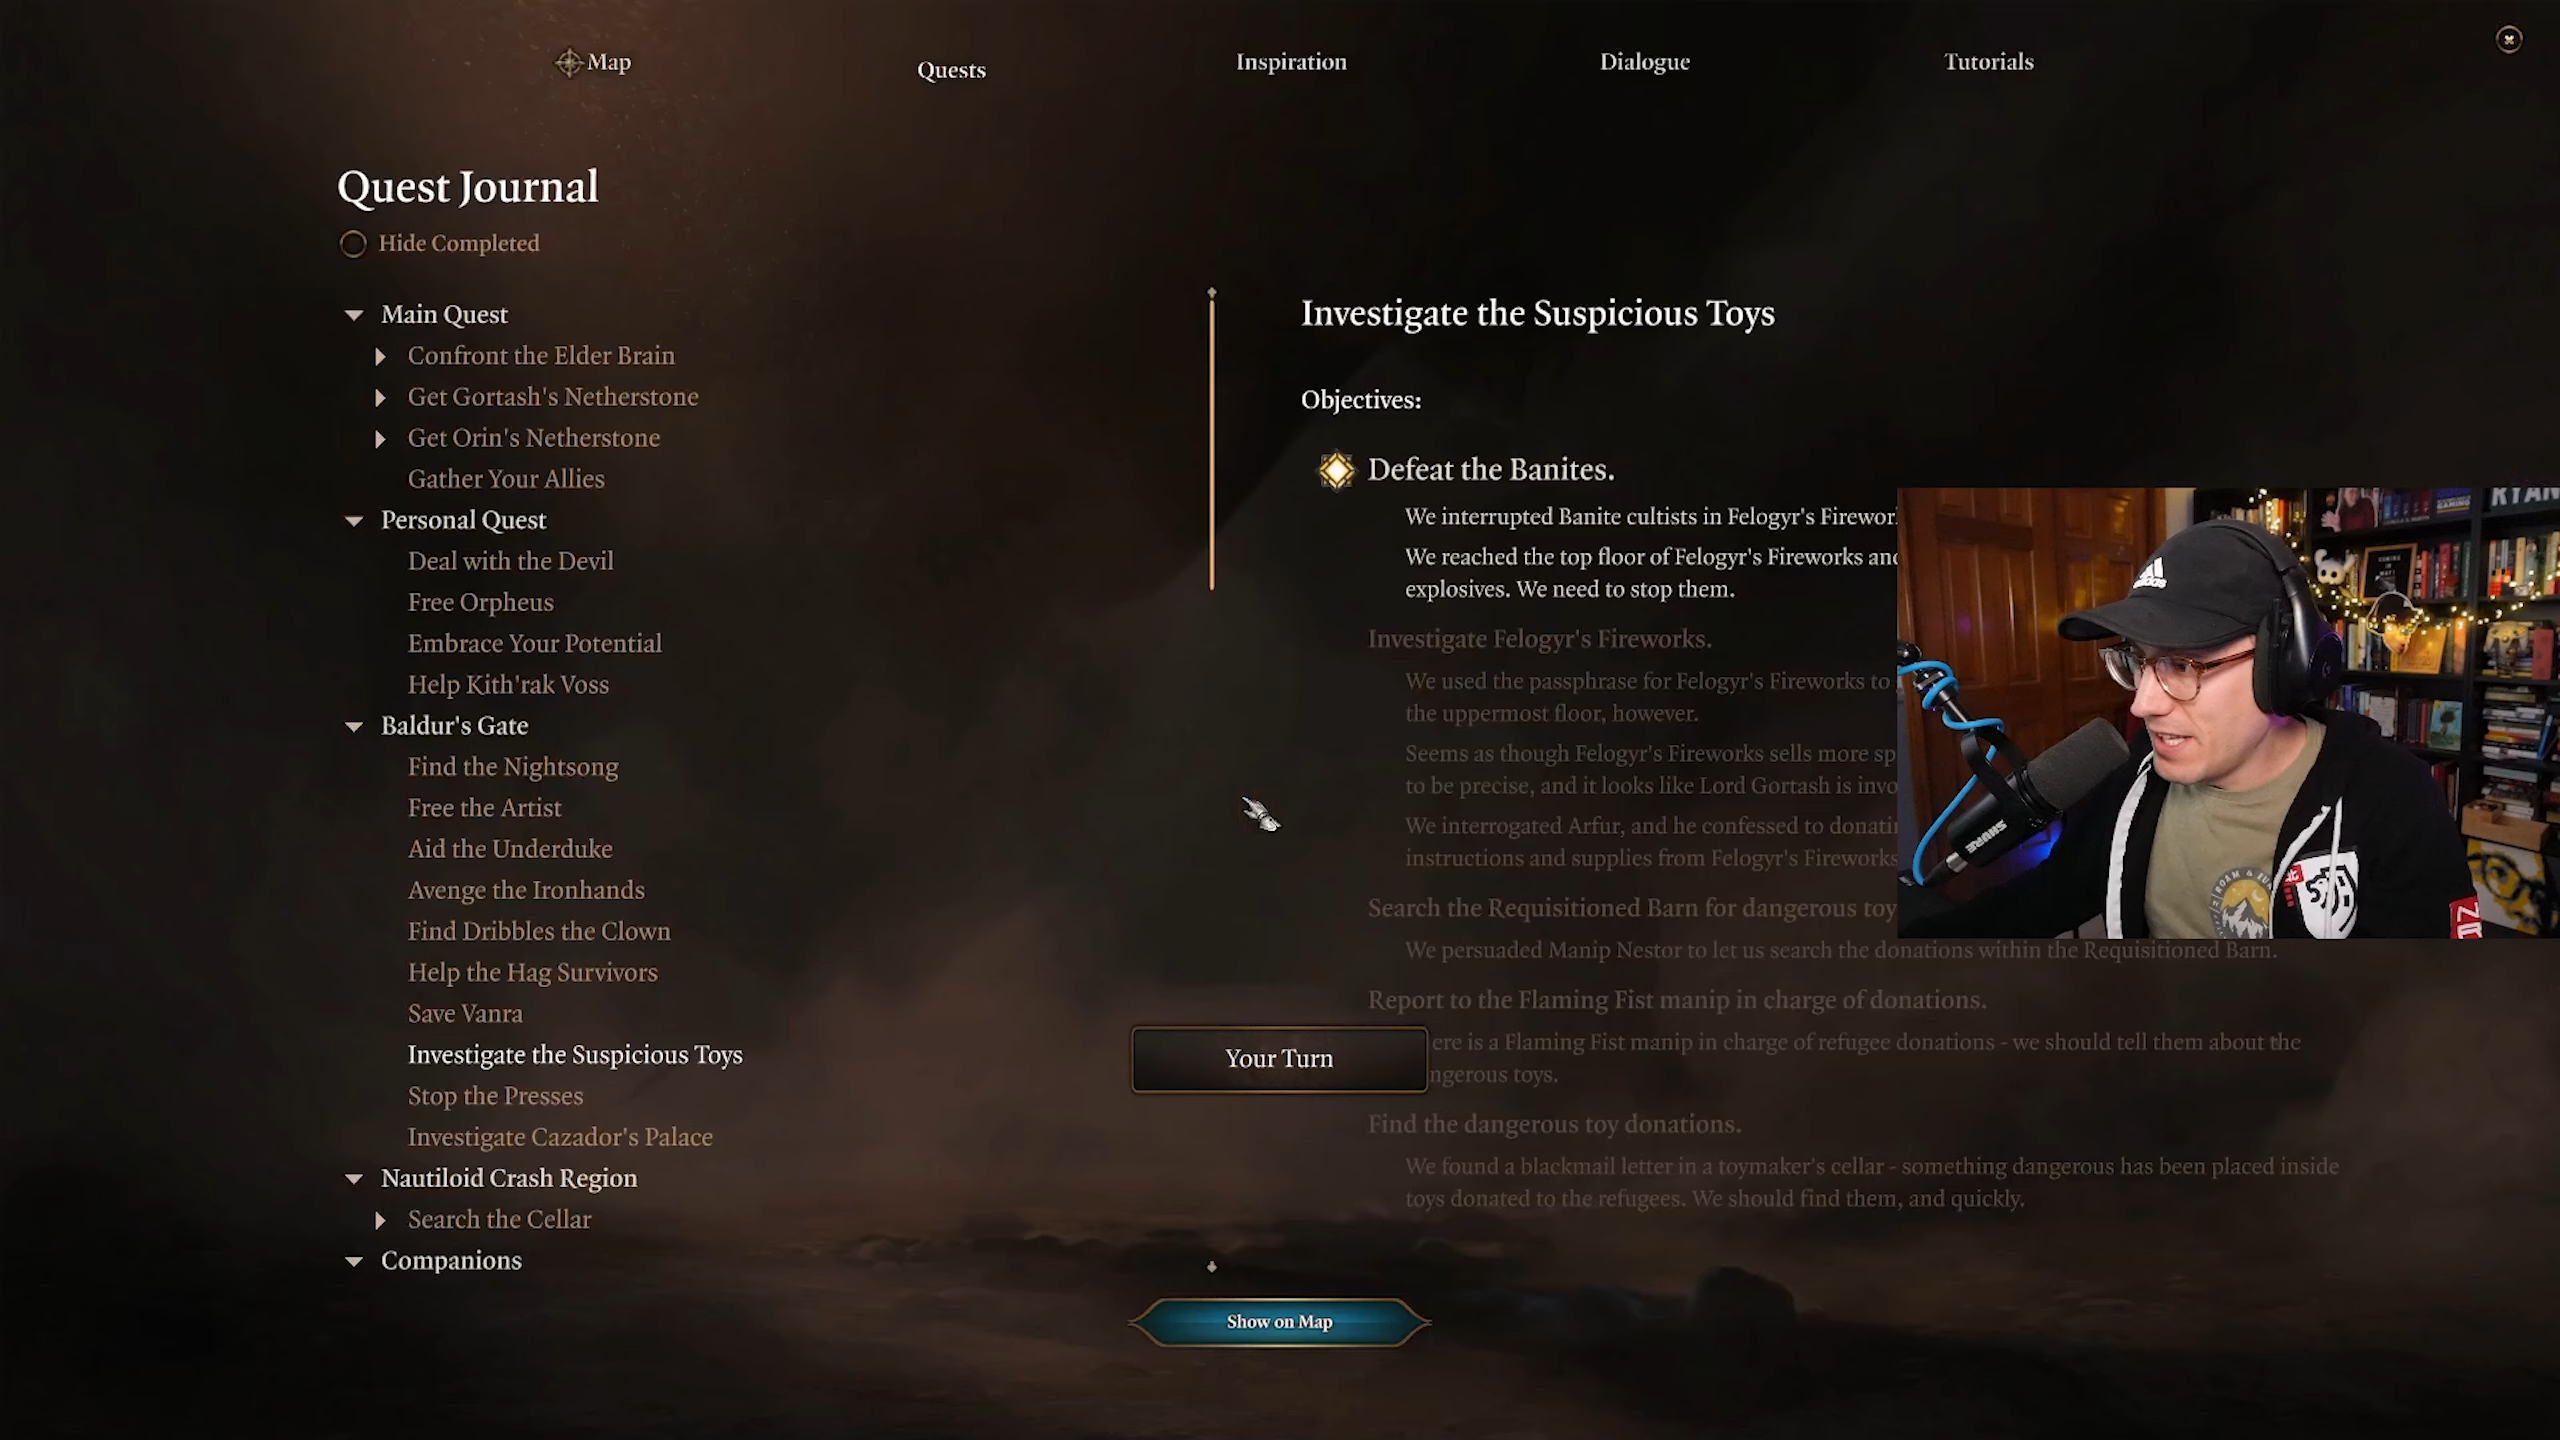 Map
Quests
Inspiration
Dialogue
Tutorials
Quest Journal
Hide Completed
Main Quest
Confront the Elder Brain
Get Gortash's Netherstone
Get Orin's Netherstone
Gather Your Allies
Personal Quest
Deal with the Devil
Free Orpheus
Embrace Your Potential
Help Kith'rak Voss
Baldur's Gate
Find the Nightsong
Free the Artist
Aid the Underduke
Avenge the Ironhands
Find Dribbles the Clown
Help the Hag Survivors
Save Vanra
Investigate the Suspicious Toys
Stop the Presses
Investigate Cazador's Palace
Nautiloid Crash Region
Search the Cellar
Companions
Investigate the Suspicious Toys
Objectives:
Defeat the Banites.
We interrupted Banite cultists in Felogyr's
We reached the top floor of Felogyr's Fireworks
explosives. We need to stop them.
Investigate Felogyr's Fireworks.
We used the passphrase for Felogyr's Fireworks to
the uppermost floor, however.
Seems as though Felogyr's Fireworks sells more
to be precise, and it looks like Lord Gortash is
We interrogated Arfur, and he confessed to
instructions and supplies from Felogyr's Fireworks
Search the Requisitioned Barn for dangerous
We persuaded Manip Nestor to let us search the donations within the Requisitioned Barn.
Report to the Flaming Fist manip in charge of donations.
ere is a Flaming Fist manip in charge of refugee donations - we should tell them about the
ngerous toys.
Find the dangerous toy donations.
We found a blackmail letter in a toymaker's cellar - something dangerous has been placed inside
toys donated to the refugees. We should find them, and quickly.
Your Turn
Show on Map
adidas
SHURE
RYAN